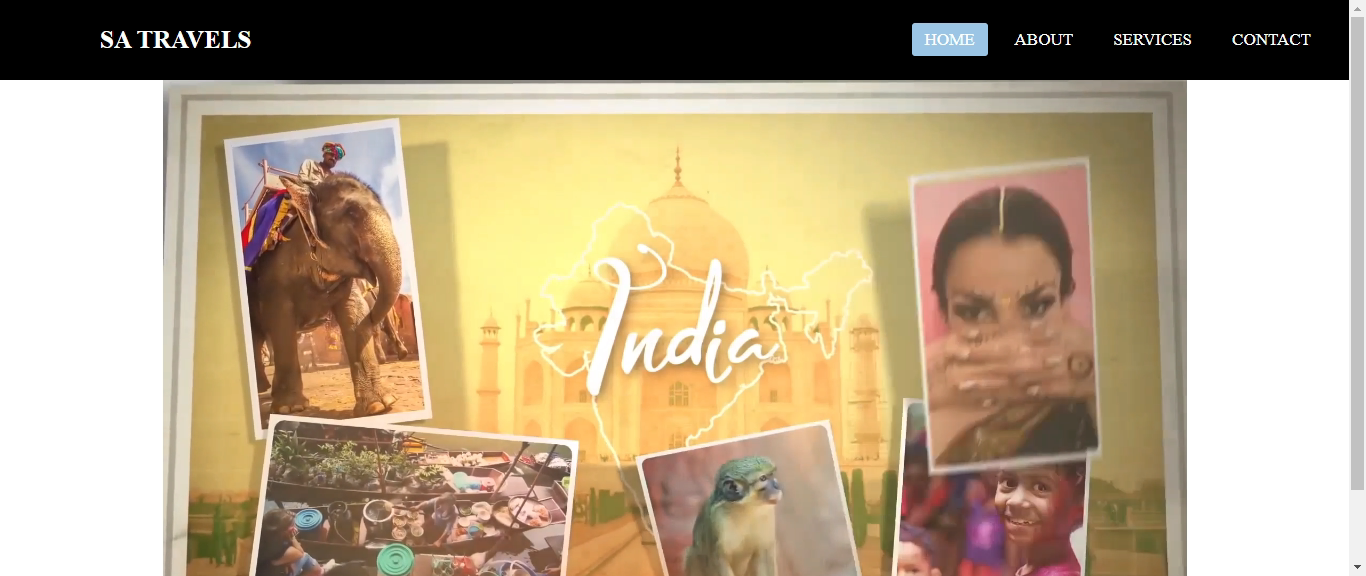 SA TRAVELS
HOME
ABOUT
SERVICES
CONTACT
India